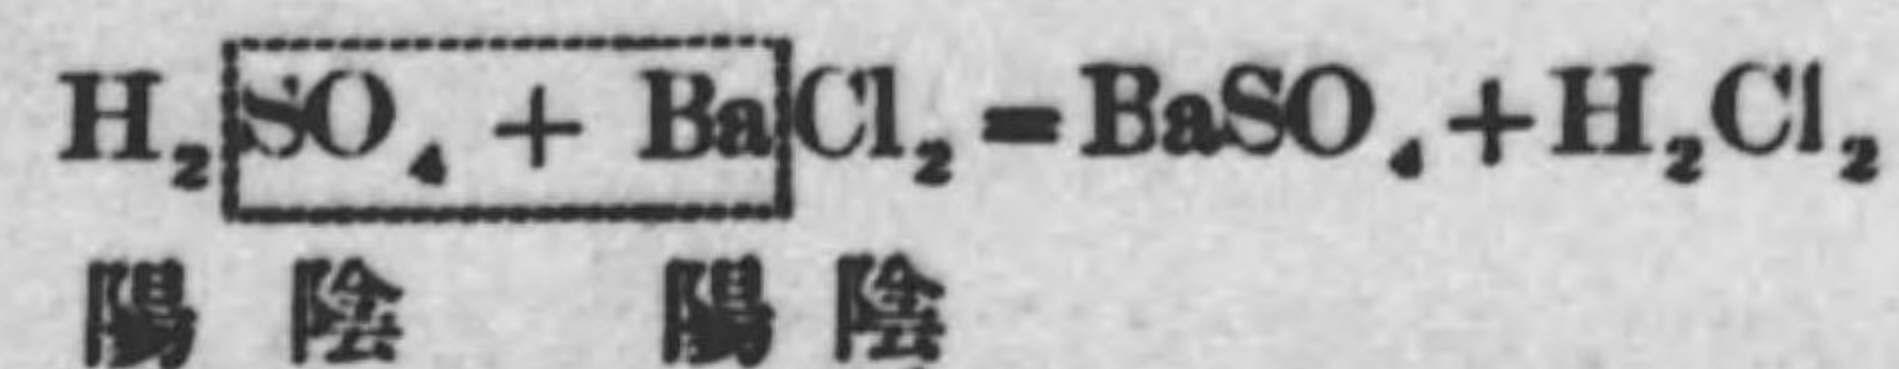 H₂SO₄ + BaCl₂=BaSO₄+H₂Cl₂
陽 陰 陽 陰